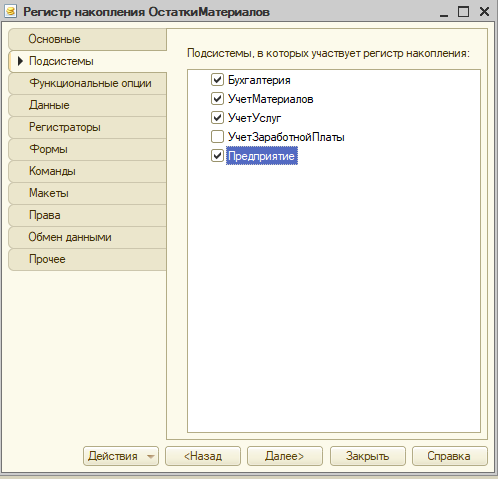 Регистр накопления ОстаткиМатериалов
Основные
Подсистемы
Функциональные опции
Данные
Регистраторы
Формы
Команды
Макеты
Права
Обмен данными
Прочее
Подсистемы, в которых участвует регистр накопления:
Бухгалтерия
УчетМатериалов
УчетУслуг
УчетЗаработнойПлаты
Предприятие
Действия
<Назад
Далее>
Закрыть
Справка